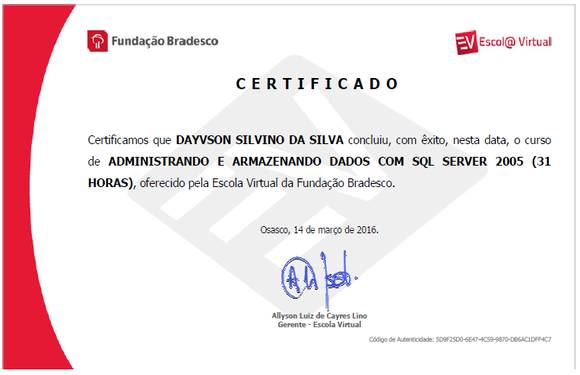 Fundação Bradesco
EV Escol@ Virtual
CERTIFICADO
Certificamos que DAYVSON SILVINO DA SILVA concluiu, com êxito, nesta data, o curso
de ADMINISTRANDO E ARMAZENANDO DADOS COM SQL SERVER 2005 (31
HORAS), oferecido pela Escola Virtual da Fundação Bradesco.
Osasco, 14 de março de 2016.
Allyson Luiz de Cayres Lino
Gerente - Escola Virtual
Código de Autenticidade: 5D9F25D0-6E47-4C59-9870-DB6AC1DFF4C7